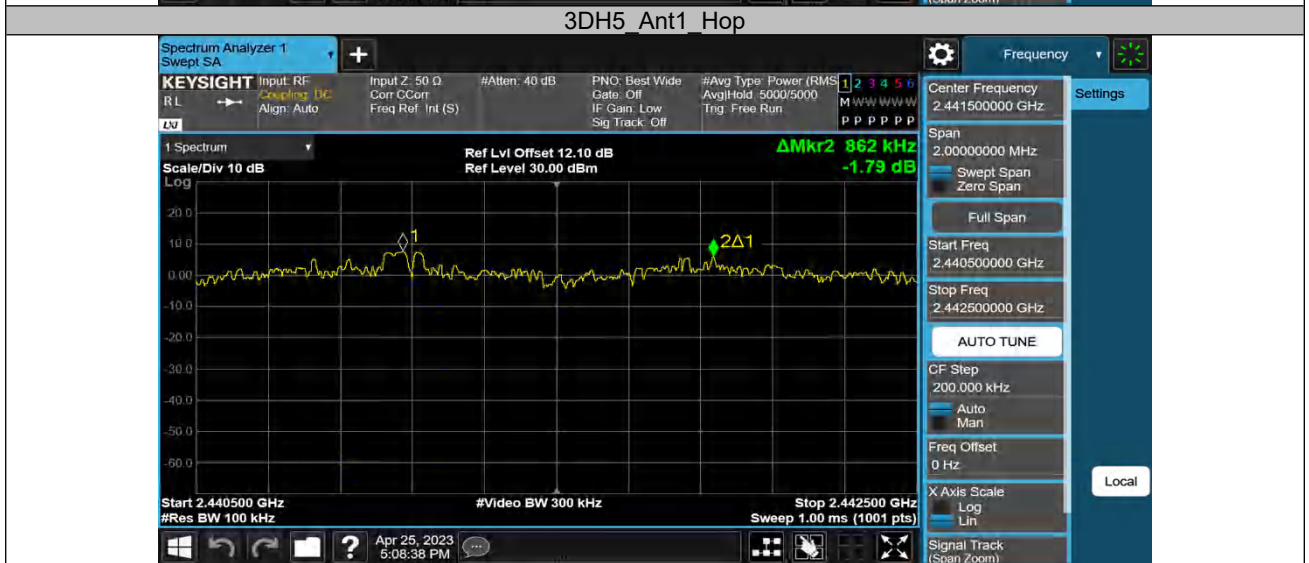 (Span Zoom)
3DH5_Ant1_Hop
Spectrum Analyzer 1
Swept SA
Frequency
KEYSIGHT
RL
LXI
Input: RF
Coupling: DC
Align: Auto
Input Z: 50 Ω
Corr CCorr
Freq Ref: Int (S)
#Atten: 40 dB
PNO: Best Wide
Gate: Off
IF Gain: Low
Sig Track: Off
#Avg Type: Power (RMS
Avg|Hold: 5000/5000
Trig: Free Run
1 2 3 4 5 6
M W W W W W
P P P P P P
1 Spectrum
Scale/Div 10 dB
Ref Lvl Offset 12.10 dB
Ref Level 30.00 dBm
ΔMkr2 862 kHz
-1.79 dB
Log
20.0
10.0
0.00
-10.0
-20.0
-30.0
-40.0
-50.0
-60.0
1
2Δ1
Start 2.440500 GHz
#Res BW 100 kHz
#Video BW 300 kHz
Stop 2.442500 GHz
Sweep 1.00 ms (1001 pts)
?
Apr 25, 2023
5:08:38 PM
Center Frequency
2.441500000 GHz
Settings
Span
2.00000000 MHz
Swept Span
Zero Span
Full Span
Start Freq
2.440500000 GHz
Stop Freq
2.442500000 GHz
AUTO TUNE
CF Step
200.000 kHz
Auto
Man
Freq Offset
0 Hz
Local
X Axis Scale
Log
Lin
Signal Track
(Span Zoom)